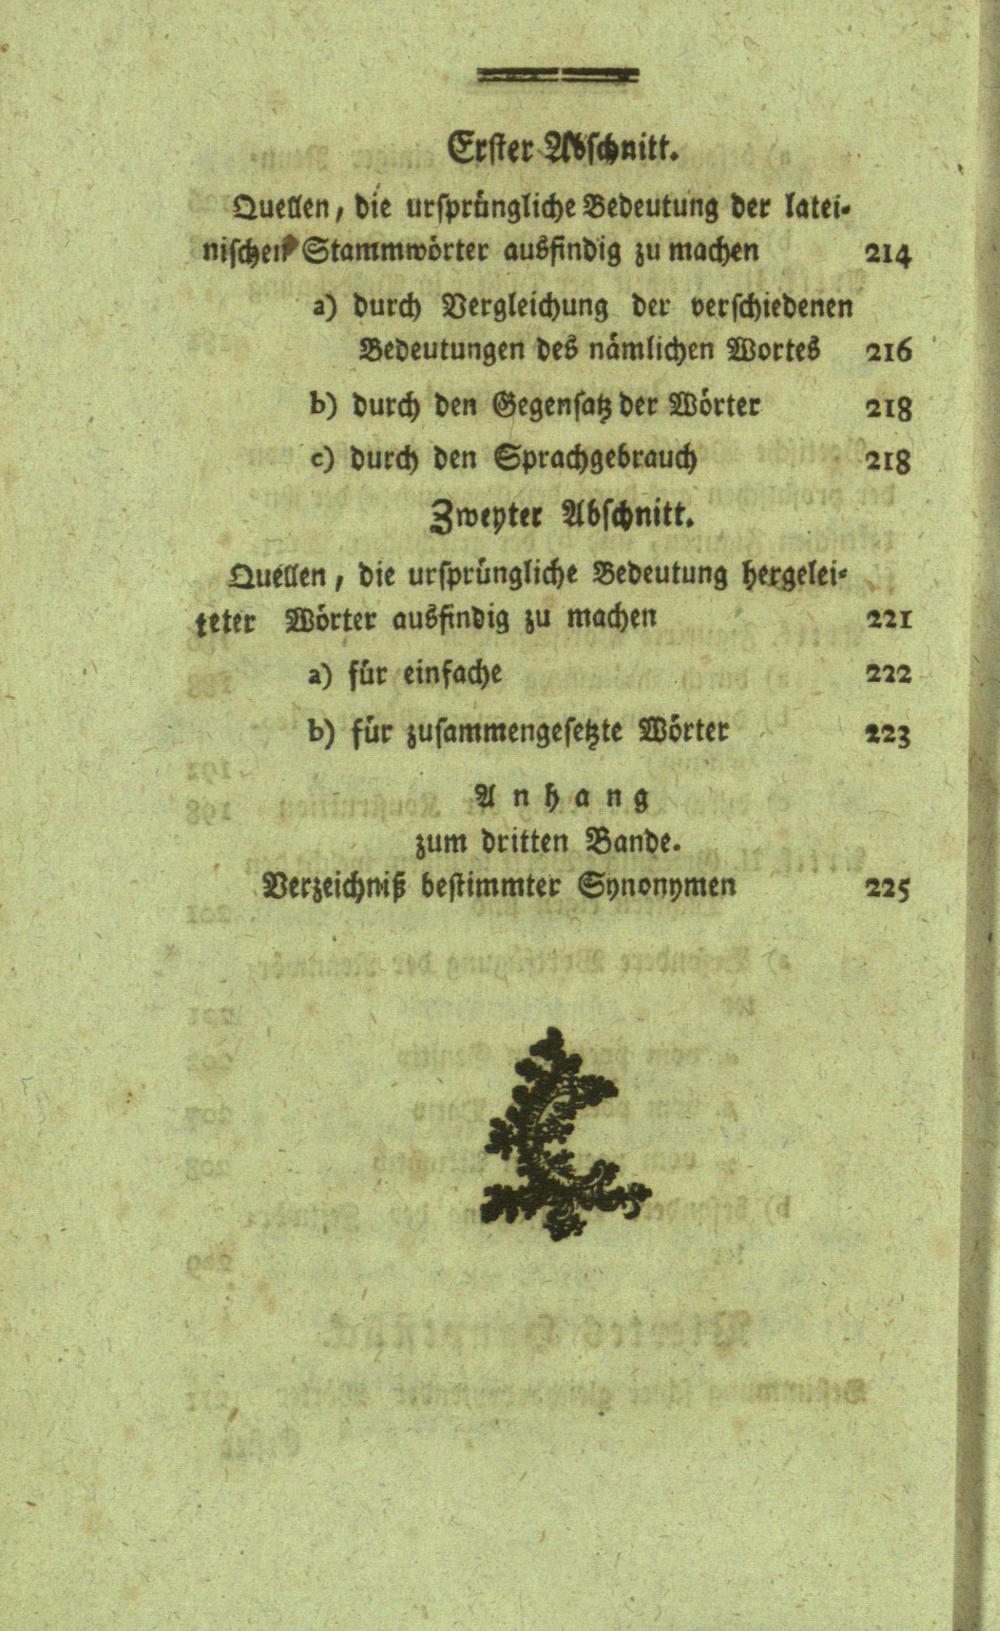 Erster Abschnitt.
Quellen, die ursprüngliche Bedeutung der latei-
nischen Stammwörter ausfindig zu machen 214
a) durch Vergleichung der verschiedenen
Bedeutungen des nämlichen Wortes 216
b) durch den Gegensatz der Wörter 218
c) durch den Sprachgebrauch 218
Zweyter Abschnitt.
Quellen, die ursprüngliche Bedeutung hergelei-
teter Wörter ausfindig zu machen 221
a) für einfache 222
b) für zusammengesetzte Wörter 223
Anhang
zum dritten Bande.
Verzeichniß bestimmter Synonymen 225